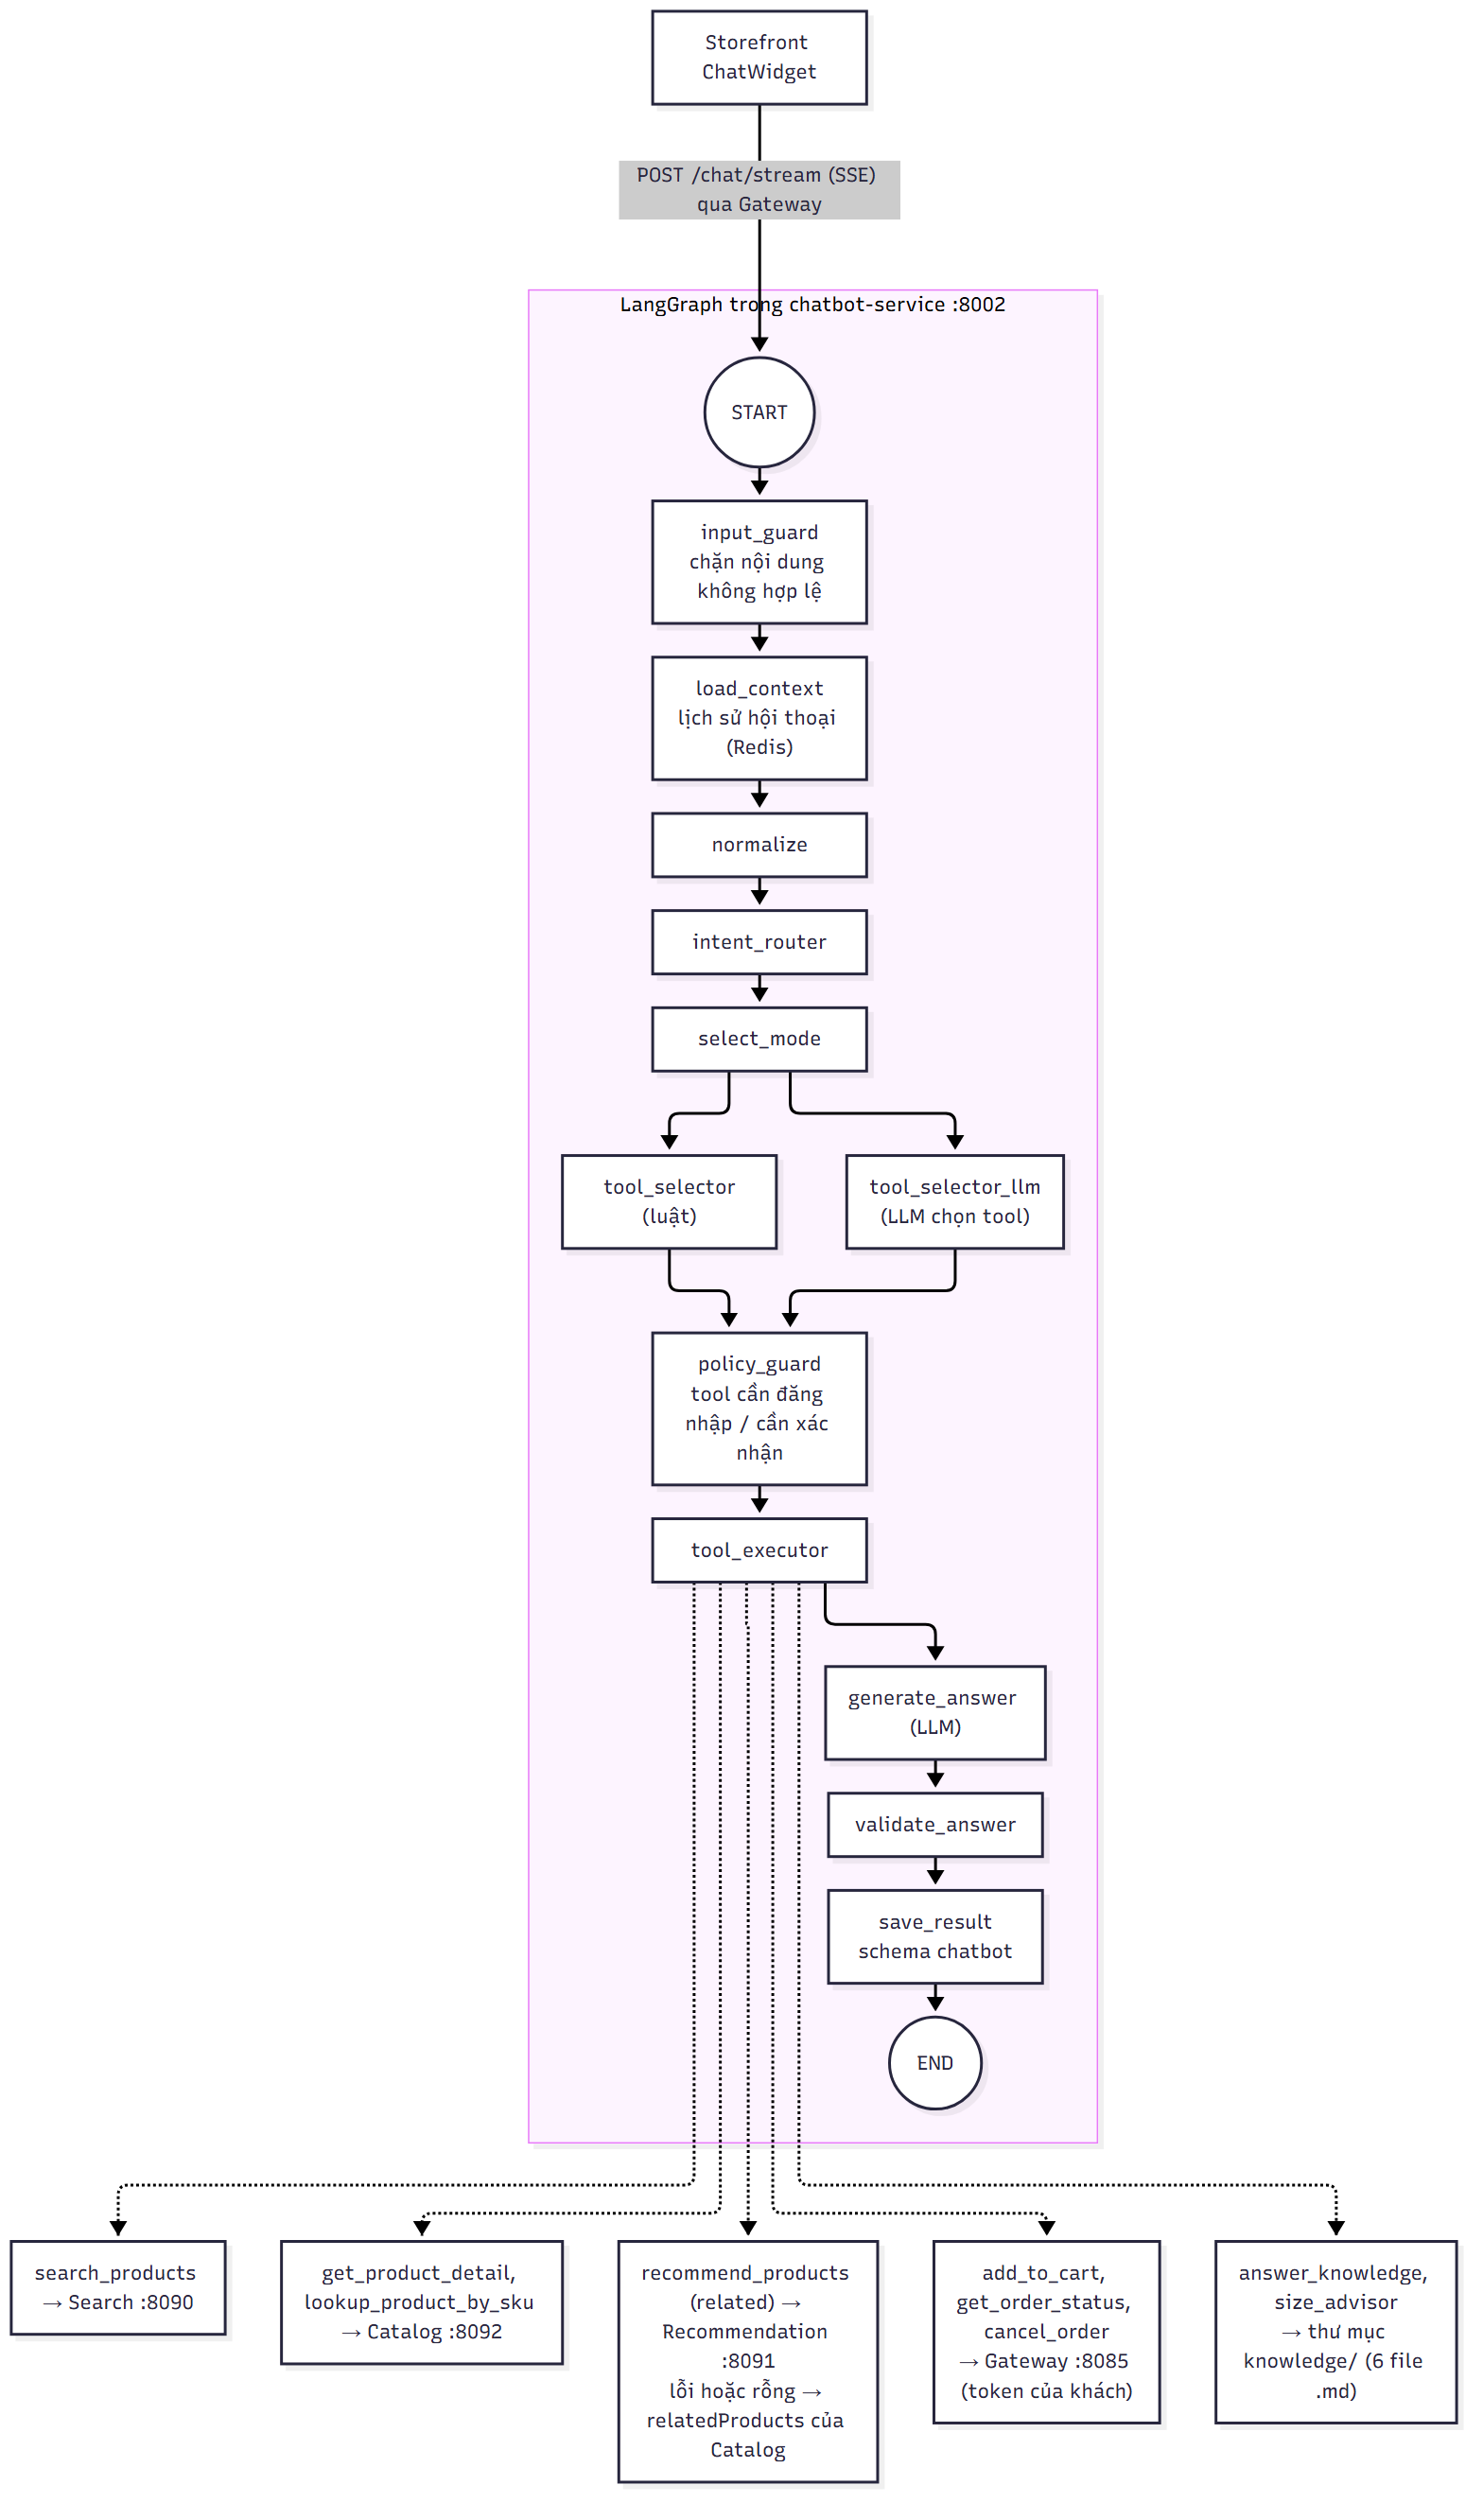 Storefront
ChatWidget
POST /chat/stream (SSE)
qua Gateway
LangGraph trong chatbot-service :8002
START
input_guard
chặn nội dung
không hợp lệ
load_context
lịch sử hội thoại
(Redis)
normalize
intent_router
select_mode
tool_selector
(luật)
tool_selector_llm
(LLM chọn tool)
policy_guard
tool cần đăng
nhập / cần xác
nhận
tool_executor
generate_answer
(LLM)
validate_answer
save_result
schema chatbot
END
search_products
→ Search :8090
get_product_detail,
lookup_product_by_sku
→ Catalog :8092
recommend_products
(related) →
Recommendation
:8091
lỗi hoặc rỗng →
relatedProducts của
Catalog
add_to_cart,
get_order_status,
cancel_order
→ Gateway :8085
(token của khách)
answer_knowledge,
size_advisor
→ thư mục
knowledge/ (6 file
.md)